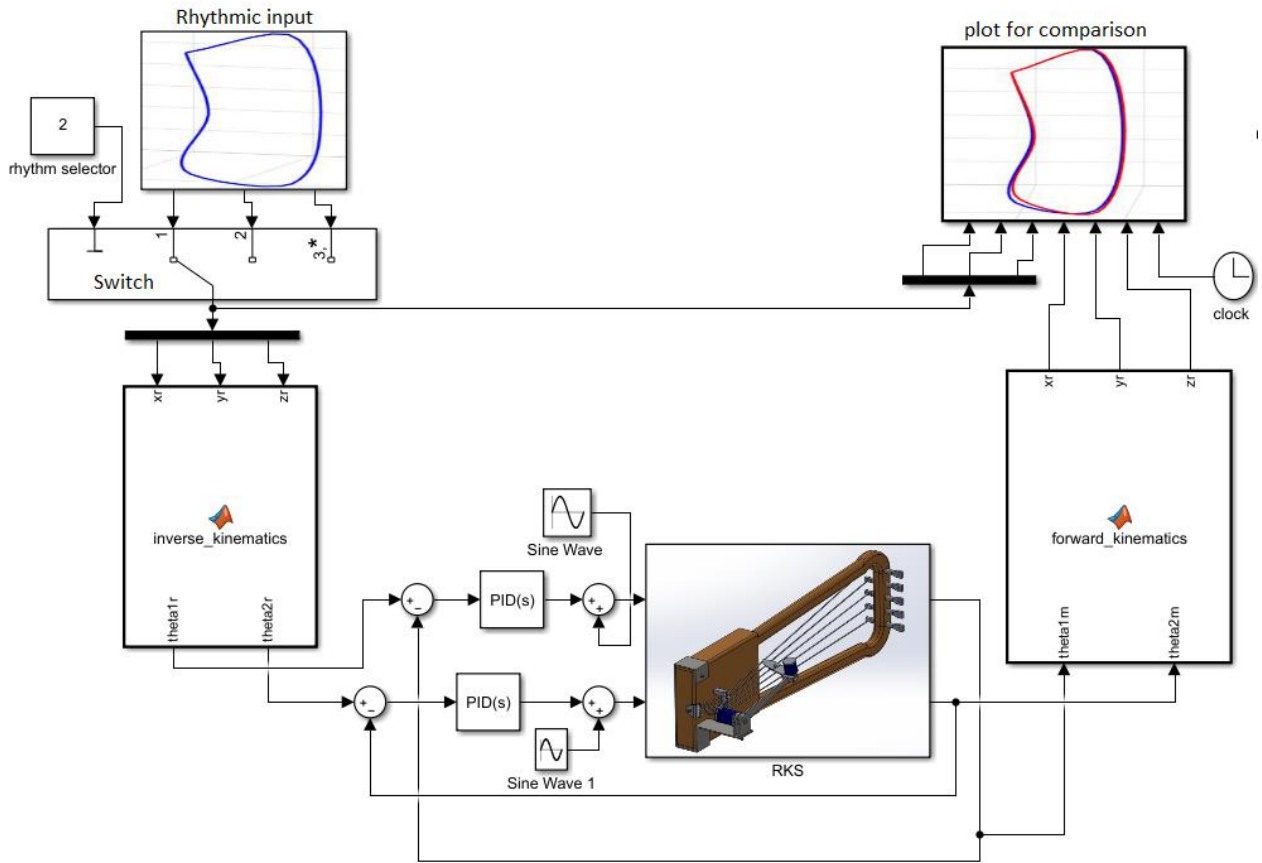 Rhythmic input
plot for comparison
2
rhythm selector
1
2
3,*
Switch
clock
xr
yr
zr
xr
yr
zr
inverse_kinematics
forward_kinematics
Sine Wave
PID(s)
+
-
+
+
theta1r
theta2r
theta1m
theta2m
PID(s)
+
-
+
+
Sine Wave 1
RKS